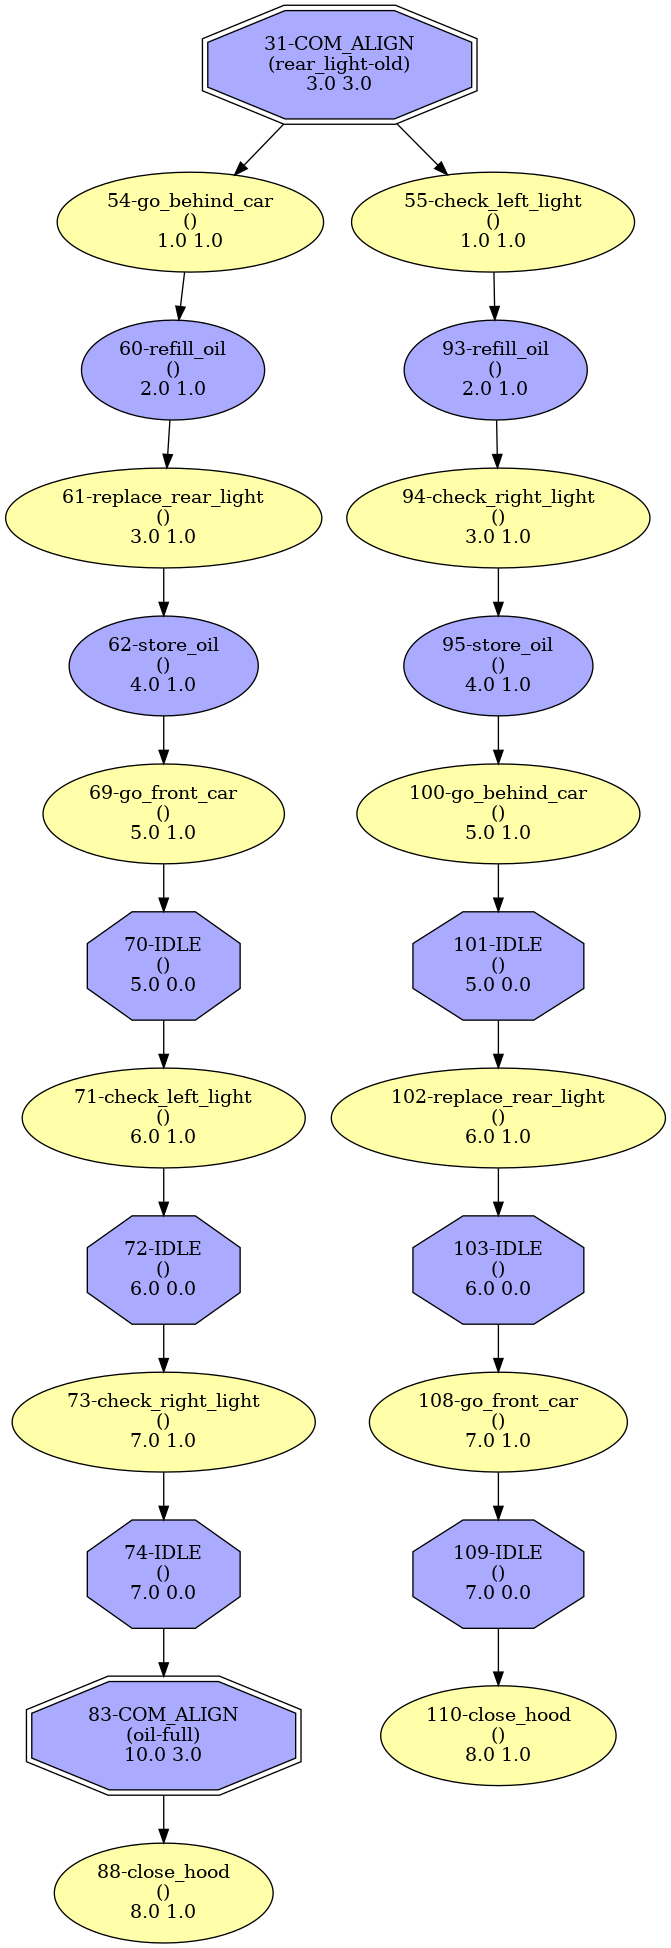 31-COM_ALIGN
(rear_light-old)
3.0 3.0
54-go_behind_car
()
1.0 1.0
55-check_left_light
()
1.0 1.0
60-refill_oil
()
2.0 1.0
93-refill_oil
()
2.0 1.0
61-replace_rear_light
()
3.0 1.0
94-check_right_light
()
3.0 1.0
62-store_oil
()
4.0 1.0
95-store_oil
()
4.0 1.0
69-go_front_car
()
5.0 1.0
100-go_behind_car
()
5.0 1.0
70-IDLE
()
5.0 0.0
101-IDLE
()
5.0 0.0
71-check_left_light
()
6.0 1.0
102-replace_rear_light
()
6.0 1.0
72-IDLE
()
6.0 0.0
103-IDLE
()
6.0 0.0
73-check_right_light
()
7.0 1.0
108-go_front_car
()
7.0 1.0
74-IDLE
()
7.0 0.0
109-IDLE
()
7.0 0.0
83-COM_ALIGN
(oil-full)
10.0 3.0
110-close_hood
()
8.0 1.0
88-close_hood
()
8.0 1.0